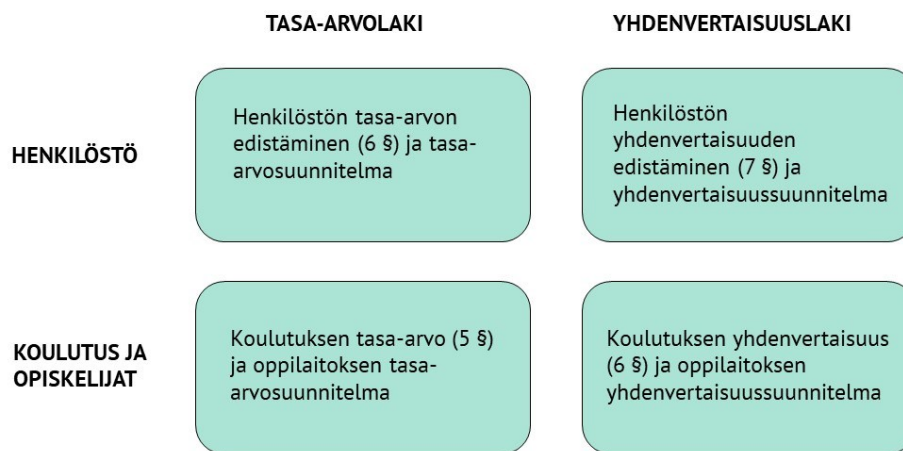 TASA-ARVOLAKI
YHDENVERTAISUUSLAKI
HENKILÖSTÖ
Henkilöstön tasa-arvon
edistäminen (6 §) ja tasa-
arvosuunnitelma
Henkilöstön
yhdenvertaisuuden
edistäminen (7 §) ja
yhdenvertaisuussuunnitelma
KOULUTUS JA
OPISKELIJAT
Koulutuksen tasa-arvo (5 §)
ja oppilaitoksen tasa-
arvosuunnitelma
Koulutuksen yhdenvertaisuus
(6 §) ja oppilaitoksen
yhdenvertaisuussuunnitelma